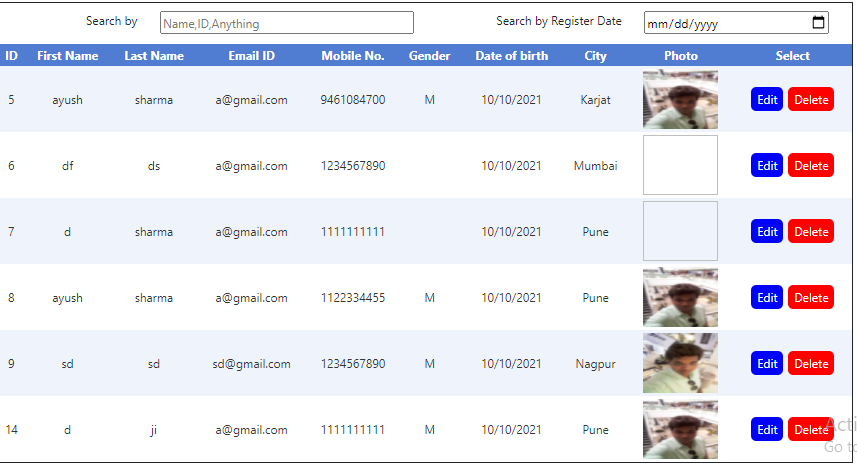 Search by Name,ID,Anything Search by Register Date mm/dd/yyyy
ID First Name Last Name Email ID Mobile No. Gender Date of birth City Photo Select
5 ayush sharma a@gmail.com 9461084700 M 10/10/2021 Karjat Edit Delete
6 df ds a@gmail.com 1234567890 10/10/2021 Mumbai Edit Delete
7 d sharma a@gmail.com 1111111111 10/10/2021 Pune Edit Delete
8 ayush sharma a@gmail.com 1122334455 M 10/10/2021 Pune Edit Delete
9 sd sd sd@gmail.com 1234567890 M 10/10/2021 Nagpur Edit Delete
14 d ji a@gmail.com 1111111111 M 10/10/2021 Pune Edit Delete
Acti
Go to